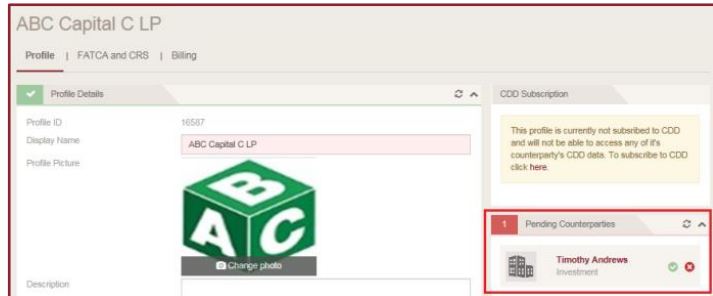 ABC Capital C LP
Profile | FATCA and CRS | Billing
Profile Details
Profile ID 16587
Display Name ABC Capital C LP
Profile Picture
A B C
Change photo
Description
CDD Subscription
This profile is currently not subsribed to CDD
and will not be able to access any of it's
counterparty's CDD data. To subscribe to CDD
click here.
1 Pending Counterparties
Timothy Andrews
Investment